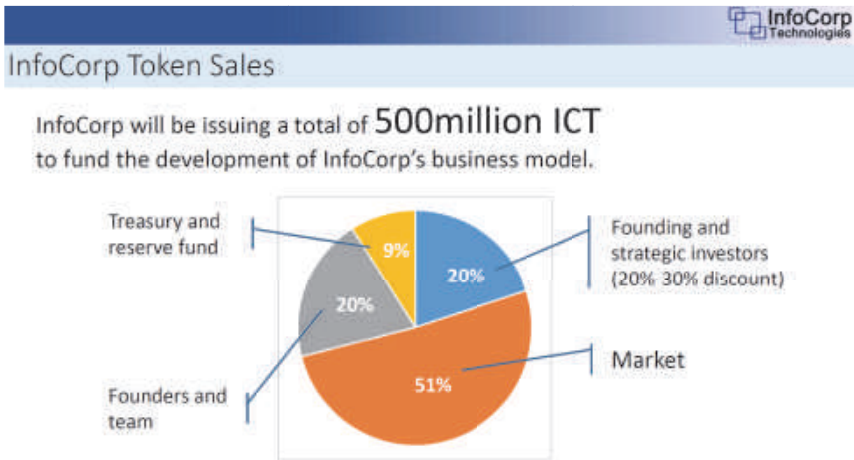 InfoCorp
Technologies
InfoCorp Token Sales
InfoCorp will be issuing a total of 500million ICT
to fund the development of InfoCorp's business model.
Treasury and
reserve fund
9%
20%
Founding and
strategic investors
(20% 30% discount)
20%
51%
Market
Founders and
team